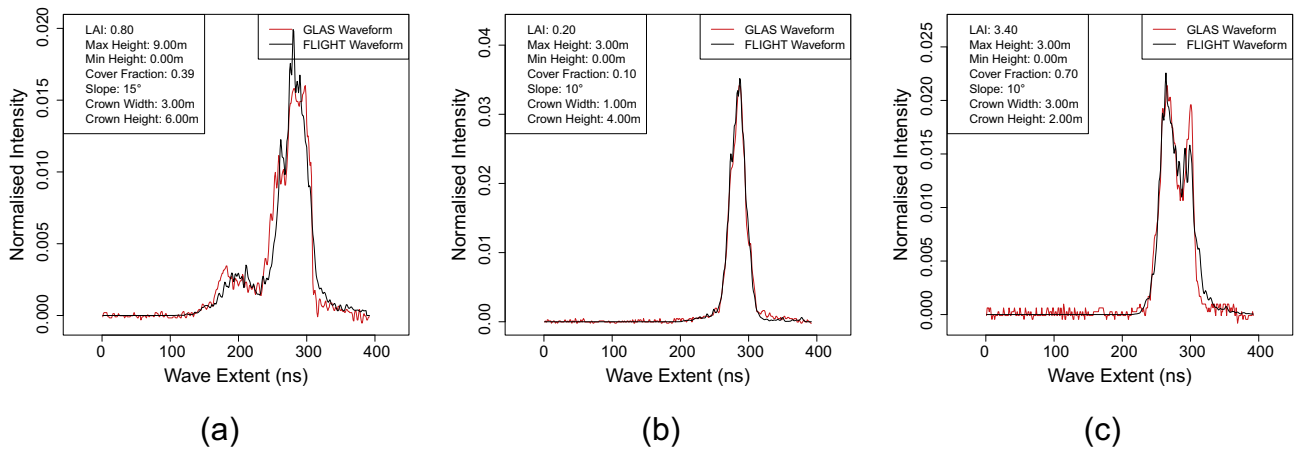 LAI: 0.80
Max Height: 9.00m
Min Height: 0.00m
Cover Fraction: 0.39
Slope: 15°
Crown Width: 3.00m
Crown Height: 6.00m
GLAS Waveform
FLIGHT Waveform
Normalised Intensity
0.020
0.015
0.010
0.005
0.000
0 100 200 300 400
Wave Extent (ns)
(a)
LAI: 0.20
Max Height: 3.00m
Min Height: 0.00m
Cover Fraction: 0.10
Slope: 10°
Crown Width: 1.00m
Crown Height: 4.00m
GLAS Waveform
FLIGHT Waveform
Normalised Intensity
0.04
0.03
0.02
0.01
0.00
0 100 200 300 400
Wave Extent (ns)
(b)
LAI: 3.40
Max Height: 3.00m
Min Height: 0.00m
Cover Fraction: 0.70
Slope: 10°
Crown Width: 3.00m
Crown Height: 2.00m
GLAS Waveform
FLIGHT Waveform
Normalised Intensity
0.025
0.020
0.015
0.010
0.005
0.000
0 100 200 300 400
Wave Extent (ns)
(c)